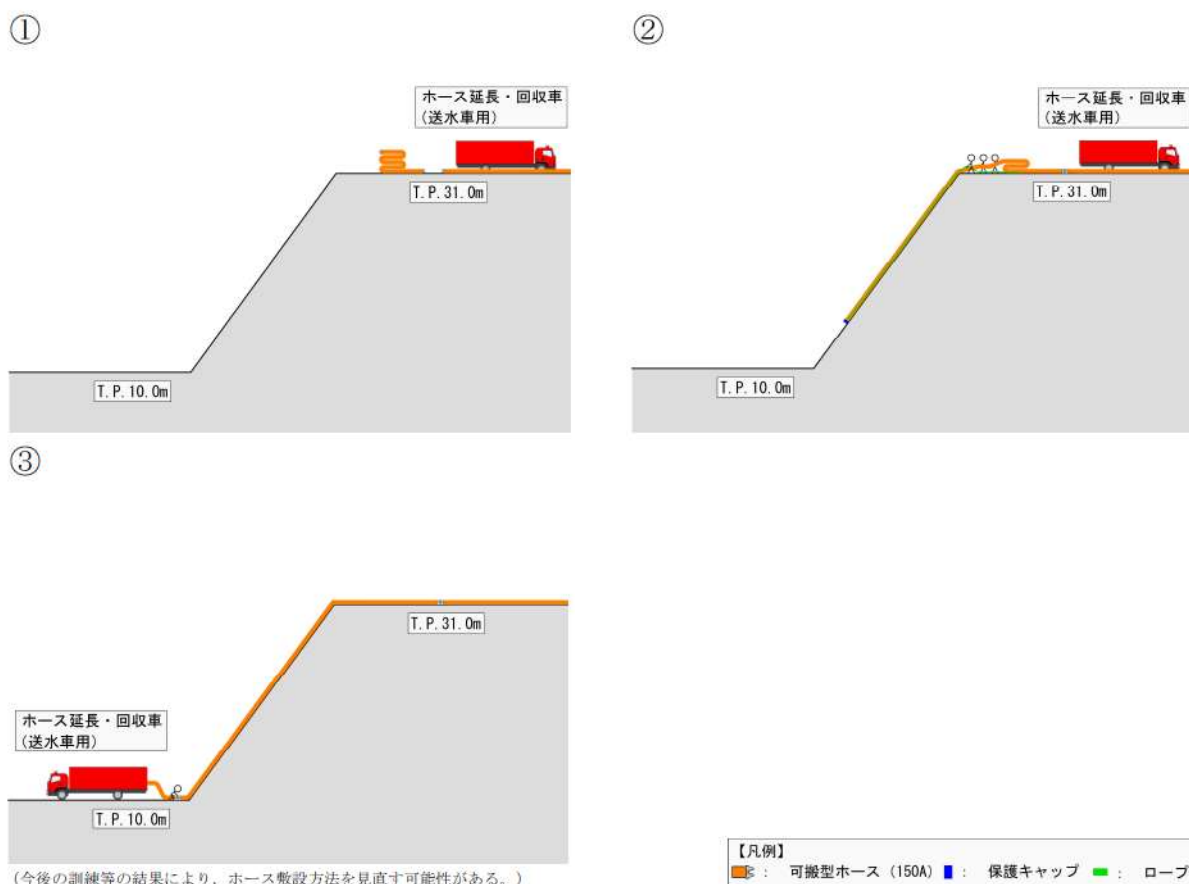 ①
ホース延長・回収車
(送水車用)
T.P.31.0m
T.P.10.0m
②
ホース延長・回収車
(送水車用)
T.P.31.0m
T.P.10.0m
③
T.P.31.0m
ホース延長・回収車
(送水車用)
T.P.10.0m
(今後の訓練等の結果により、ホース敷設方法を見直す可能性がある。)
【凡例】
： 可搬型ホース (150A) ： 保護キャップ ： ロープ